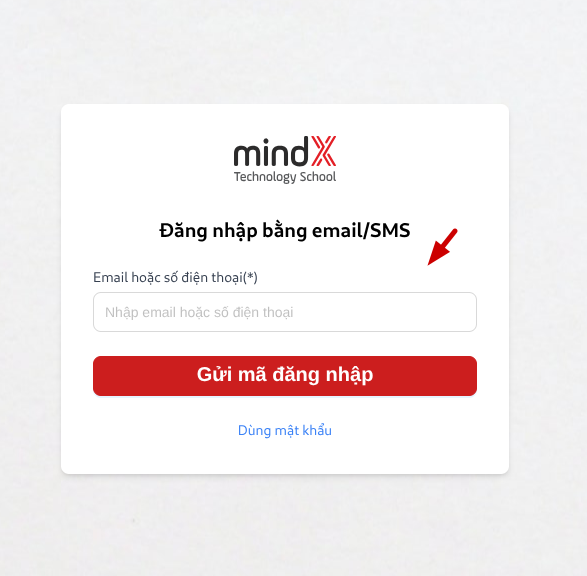 mindX
Technology School
Đăng nhập bằng email/SMS
Email hoặc số điện thoại(*)
Nhập email hoặc số điện thoại
Gửi mã đăng nhập
Dùng mật khẩu